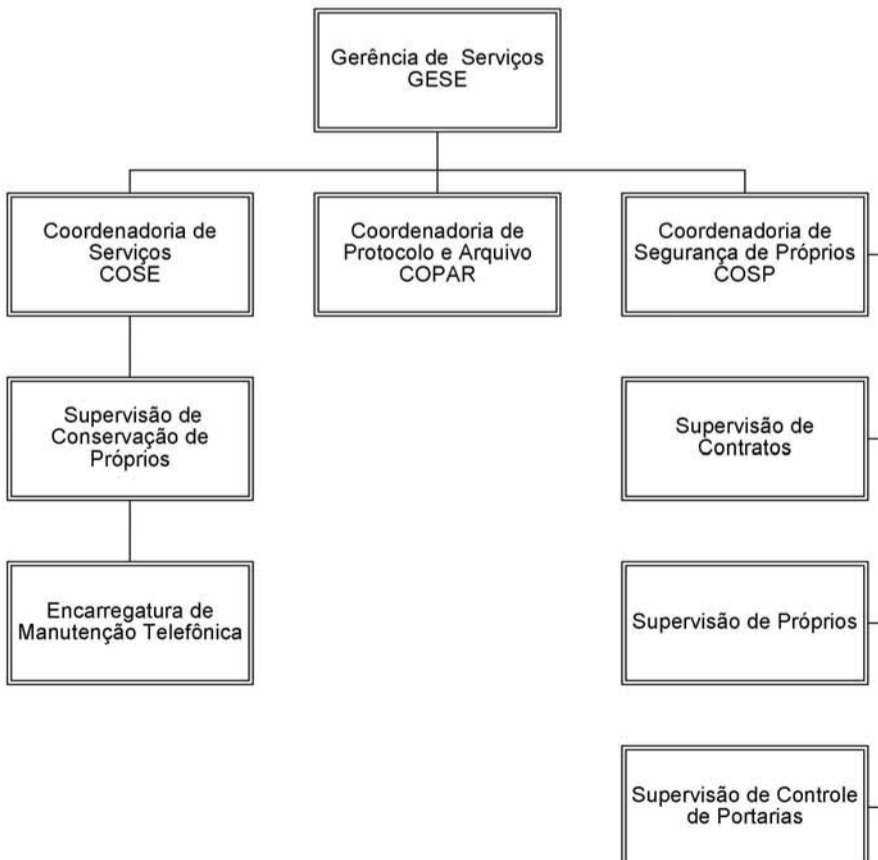 Gerência de Serviços
GESE
Coordenadoria de
Serviços
COSE
Coordenadoria de
Protocolo e Arquivo
COPAR
Coordenadoria de
Segurança de Próprios
COSP
Supervisão de
Conservação de
Próprios
Supervisão de
Contratos
Encarregatura de
Manutenção Telefônica
Supervisão de Próprios
Supervisão de Controle
de Portarias